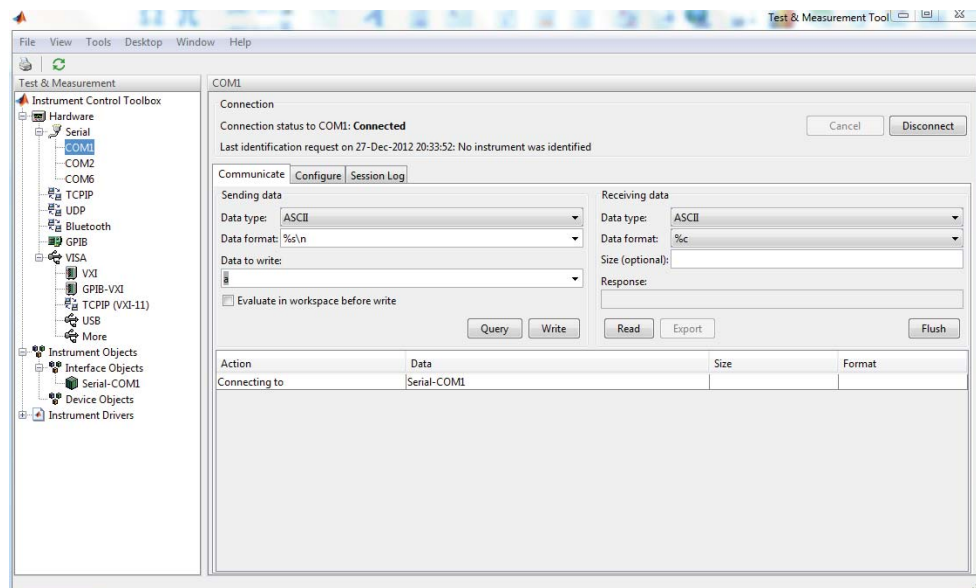 Test & Measurement Tool
File View Tools Desktop Window Help
Test & Measurement
Instrument Control Toolbox
Hardware
Serial
COM1
COM2
COM6
TCPIP
UDP
Bluetooth
GPIB
VISA
VXI
GPIB-VXI
TCPIP (VXI-11)
USB
More
Instrument Objects
Interface Objects
Serial-COM1
Device Objects
Instrument Drivers
COM1
Connection
Connection status to COM1: Connected
Cancel Disconnect
Last identification request on 27-Dec-2012 20:33:52: No instrument was identified
Communicate Configure Session Log
Sending data
Data type: ASCII
Data format: %s\n
Data to write:
a
Evaluate in workspace before write
Query Write
Receiving data
Data type: ASCII
Data format: %c
Size (optional):
Response:
Read Export Flush
Action Data Size Format
Connecting to Serial-COM1